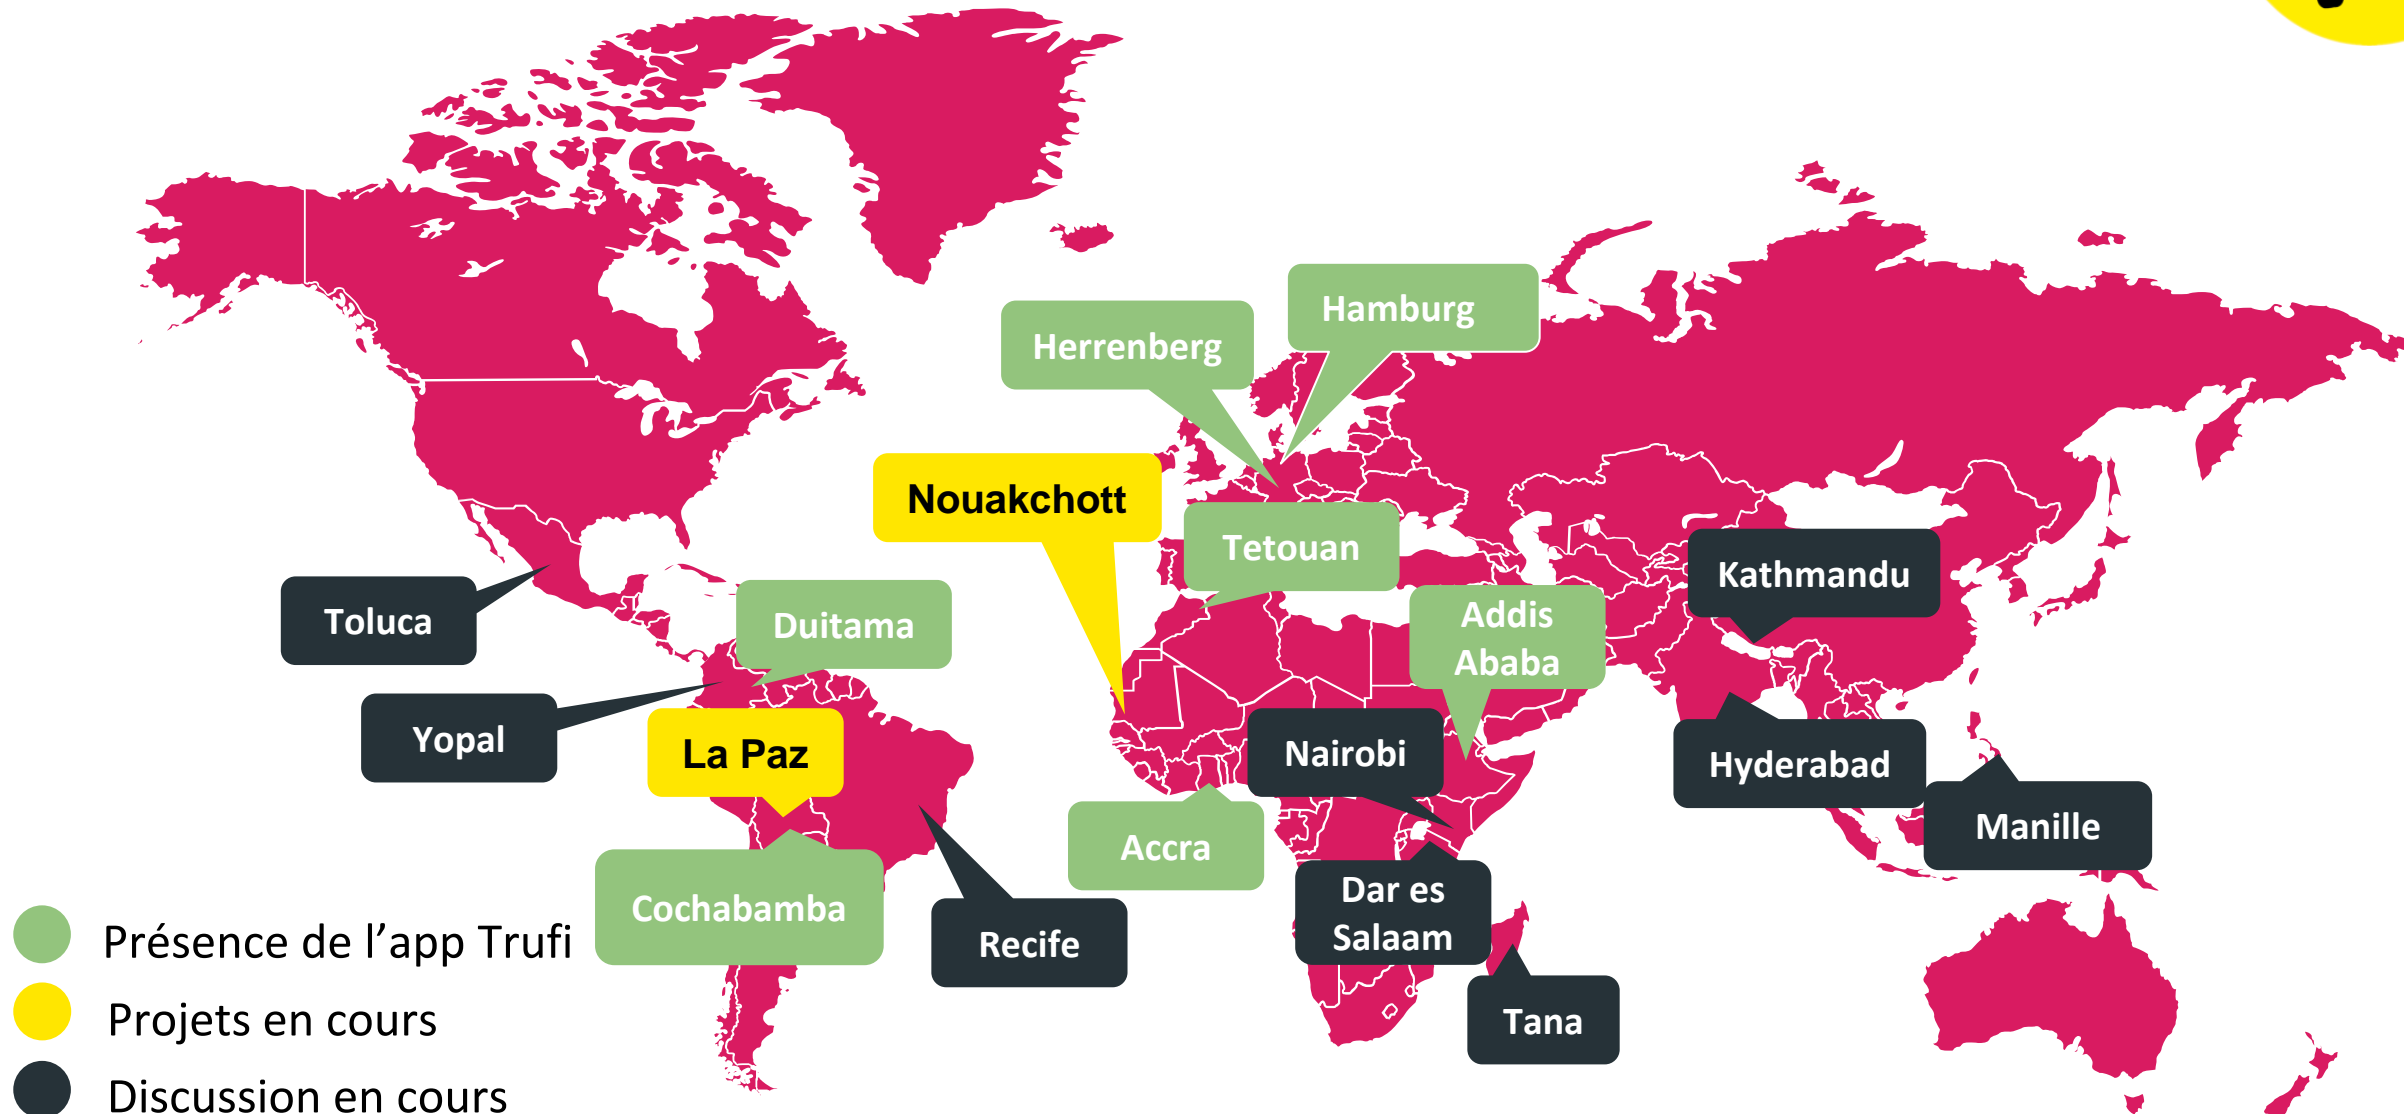 Hamburg
Herrenberg
Nouakchott
Tetouan
Kathmandu
Toluca
Duitama
Addis
Ababa
Yopal
La Paz
Nairobi
Hyderabad
Accra
Manille
Cochabamba
Recife
Dar es
Salaam
Tana
Présence de l’app Trufi
Projets en cours
Discussion en cours